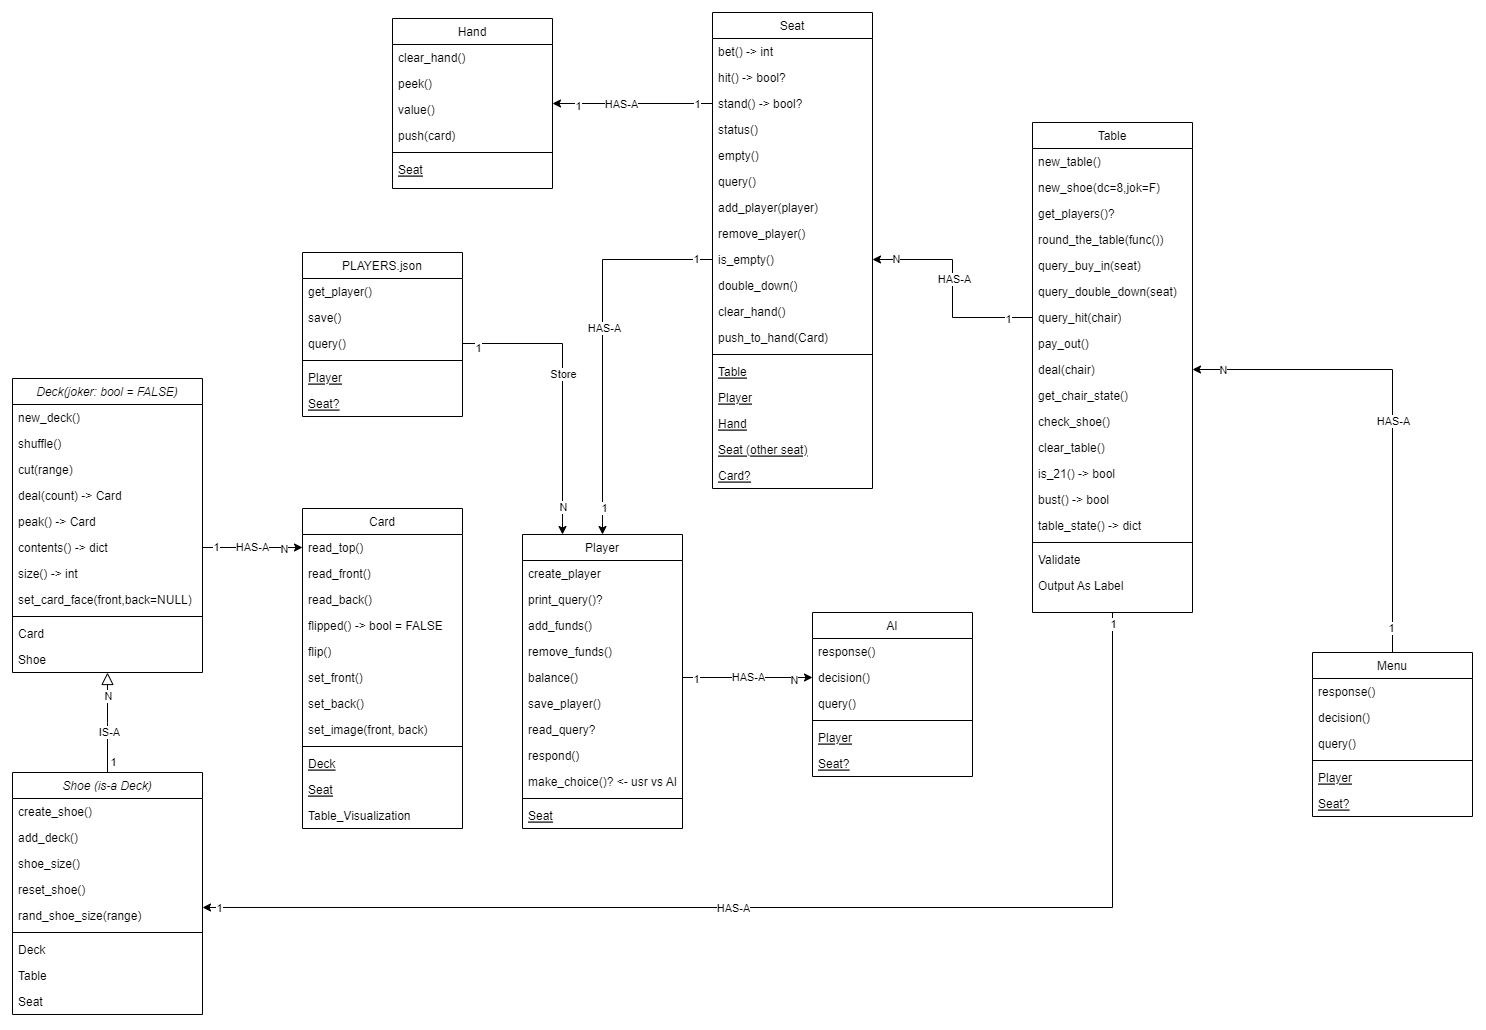 Hand
clear_hand()
peek()
value()
push(card)
Seat
1
HAS-A
1
Seat
bet() -> int
hit() -> bool?
stand() -> bool?
status()
empty()
query()
add_player(player)
remove_player()
is_empty()
double_down()
clear_hand()
push_to_hand(Card)
Table
Player
Hand
Seat (other seat)
Card?
N
HAS-A
1
Table
new_table()
new_shoe(dc=8,jok=F)
get_players()?
round_the_table(func())
query_buy_in(seat)
query_double_down(seat)
query_hit(chair)
pay_out()
deal(chair)
get_chair_state()
check_shoe()
clear_table()
is_21() -> bool
bust() -> bool
table_state() -> dict
Validate
Output As Label
1
N
HAS-A
1
PLAYERS.json
get_player()
save()
query()
Player
Seat?
1
Store
N
1
HAS-A
1
Deck(joker: bool = FALSE)
new_deck()
shuffle()
cut(range)
deal(count) -> Card
peak() -> Card
contents() -> dict
size() -> int
set_card_face(front,back=NULL)
Card
Shoe
1
HAS-A
N
Card
read_top()
read_front()
read_back()
flipped() -> bool = FALSE
flip()
set_front()
set_back()
set_image(front, back)
Deck
Seat
Table_Visualization
Player
create_player
print_query()?
add_funds()
remove_funds()
balance()
save_player()
read_query?
respond()
make_choice()? <- usr vs AI
Seat
1
HAS-A
N
AI
response()
decision()
query()
Player
Seat?
Menu
response()
decision()
query()
Player
Seat?
N
IS-A
1
Shoe (is-a Deck)
create_shoe()
add_deck()
shoe_size()
reset_shoe()
rand_shoe_size(range)
Deck
Table
Seat
1
HAS-A